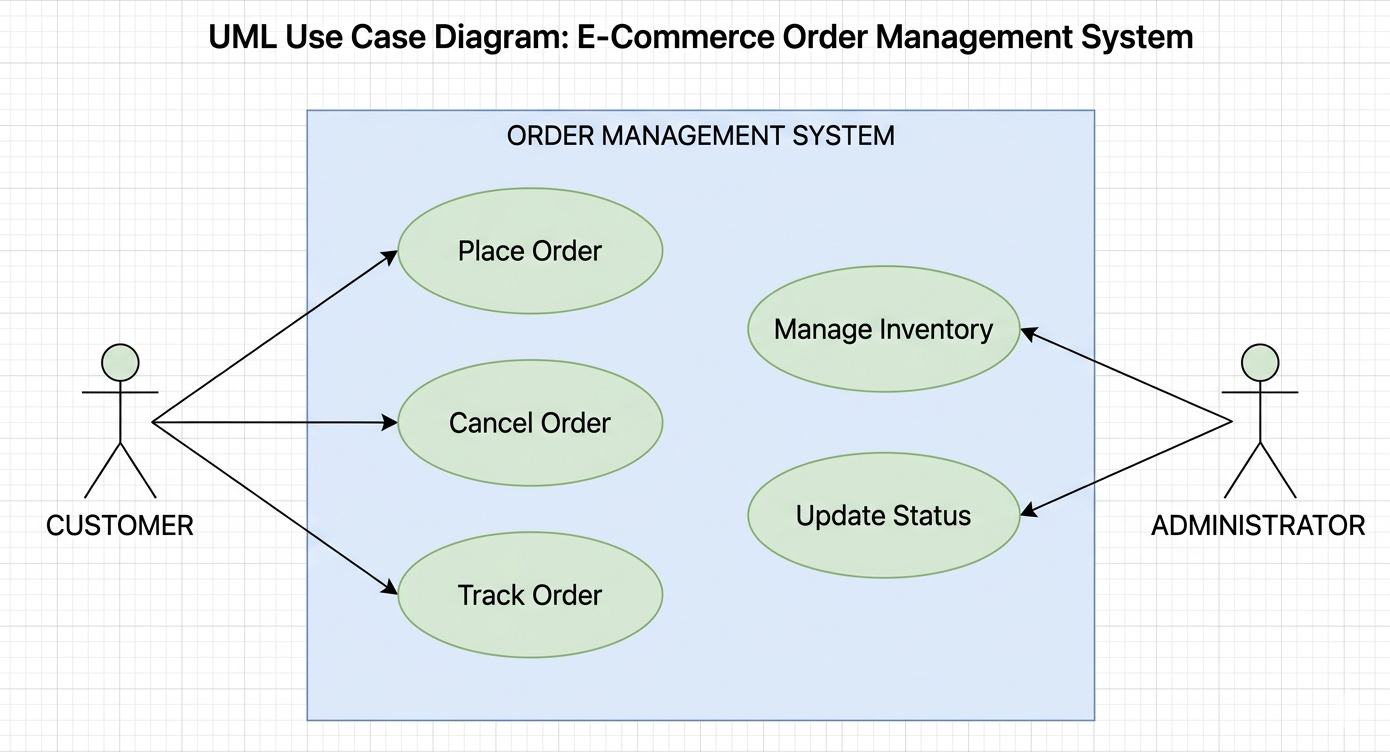 UML Use Case Diagram: E-Commerce Order Management System
ORDER MANAGEMENT SYSTEM
Place Order
Manage Inventory
Cancel Order
Update Status
Track Order
CUSTOMER
ADMINISTRATOR